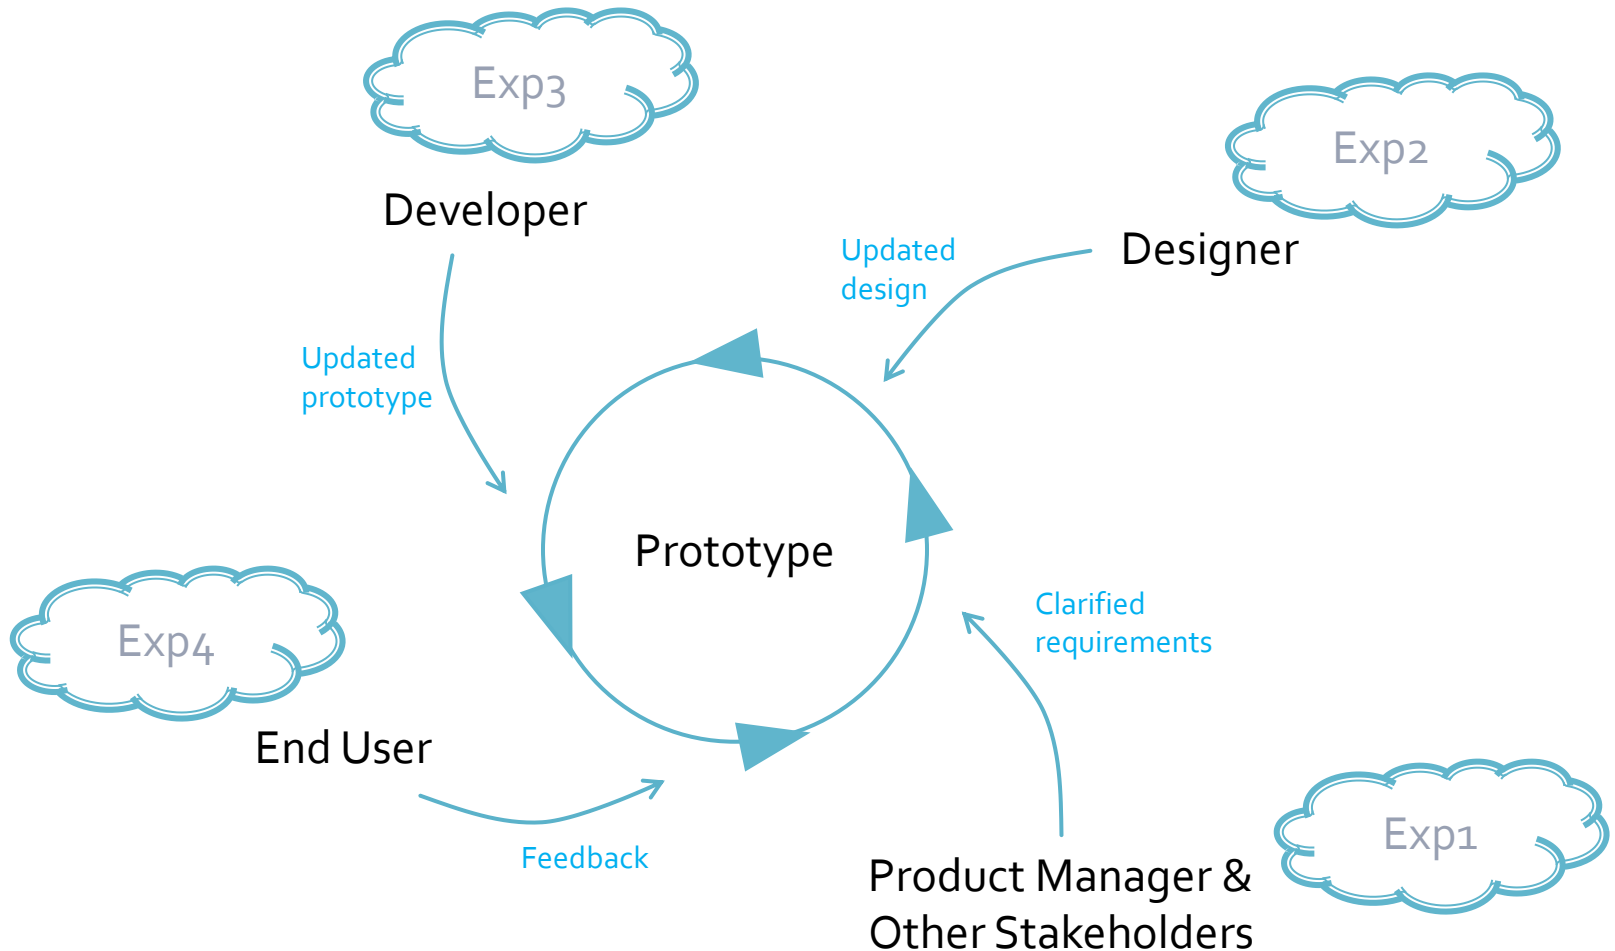 Exp3
Exp2
Developer
Updated
design
Designer
Updated
prototype
Prototype
Clarified
requirements
Exp4
End User
Feedback
Exp1
Product Manager &
Other Stakeholders